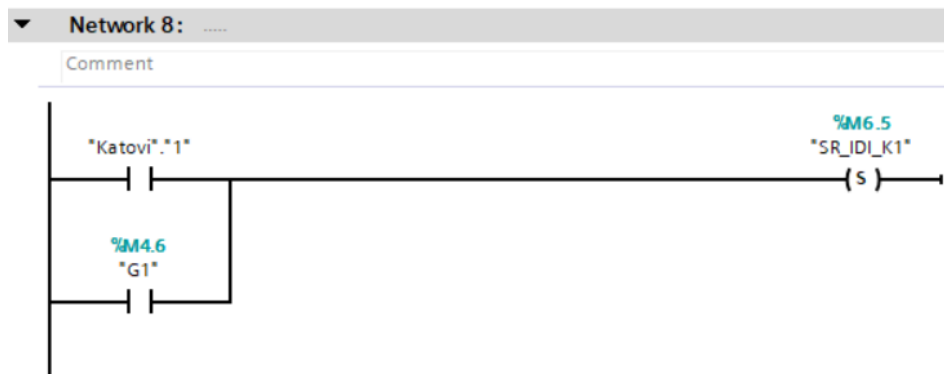 Network 8: .....
Comment
"Katovi"."1"
%M6.5
"SR_IDI_K1"
S
%M4.6
"G1"